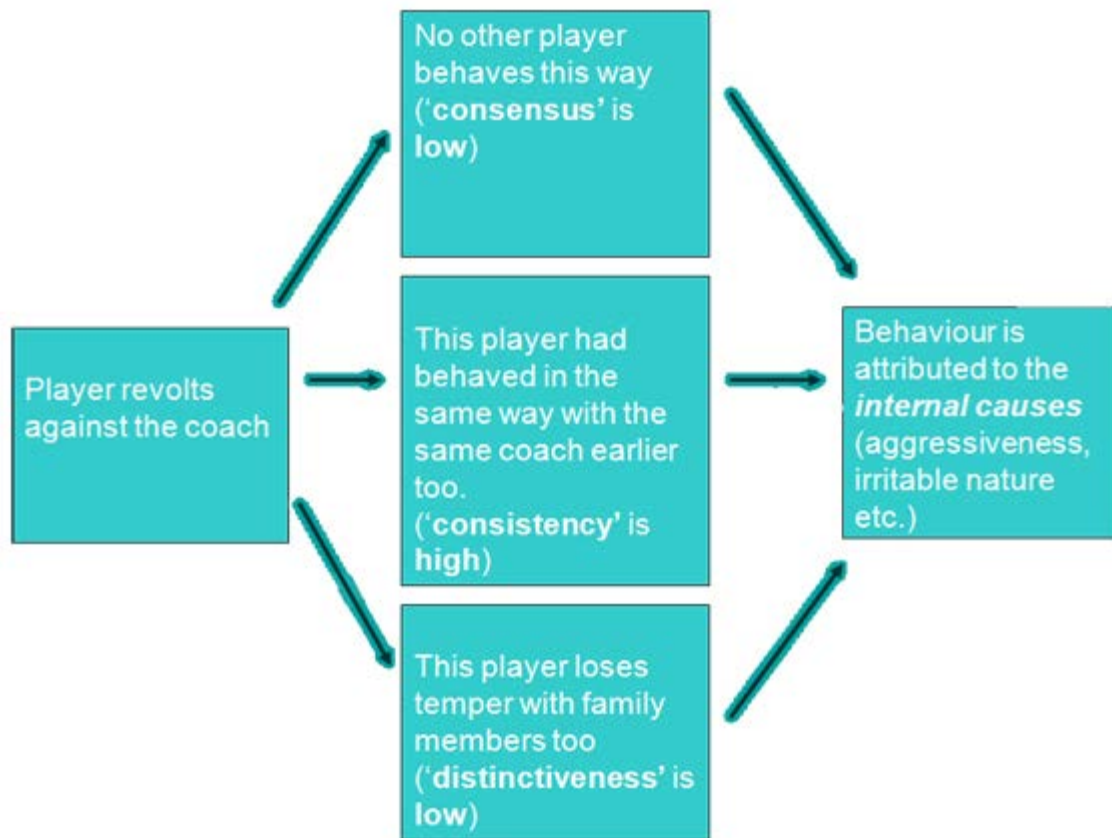 No other player
behaves this way
(‘consensus’ is
low)
Player revolts
against the coach
This player had
behaved in the
same way with the
same coach earlier
too.
(‘consistency’ is
high)
This player loses
temper with family
members too
(‘distinctiveness’ is
low)
Behaviour is
attributed to the
internal causes
(aggressiveness,
irritable nature
etc.)